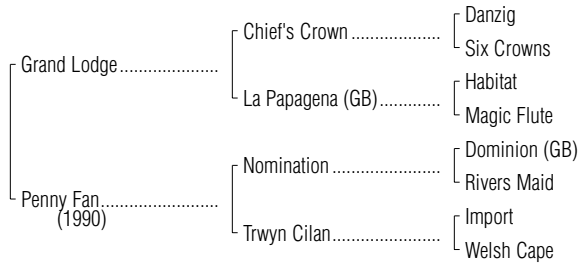 Danzig
Chief's Crown ....................
Six Crowns
Grand Lodge......................
Habitat
La Papagena (GB).............
Magic Flute
Dominion (GB)
Nomination ........................
Rivers Maid
Penny Fan..........................
(1990)
Import
Trwyn Cilan........................
Welsh Cape